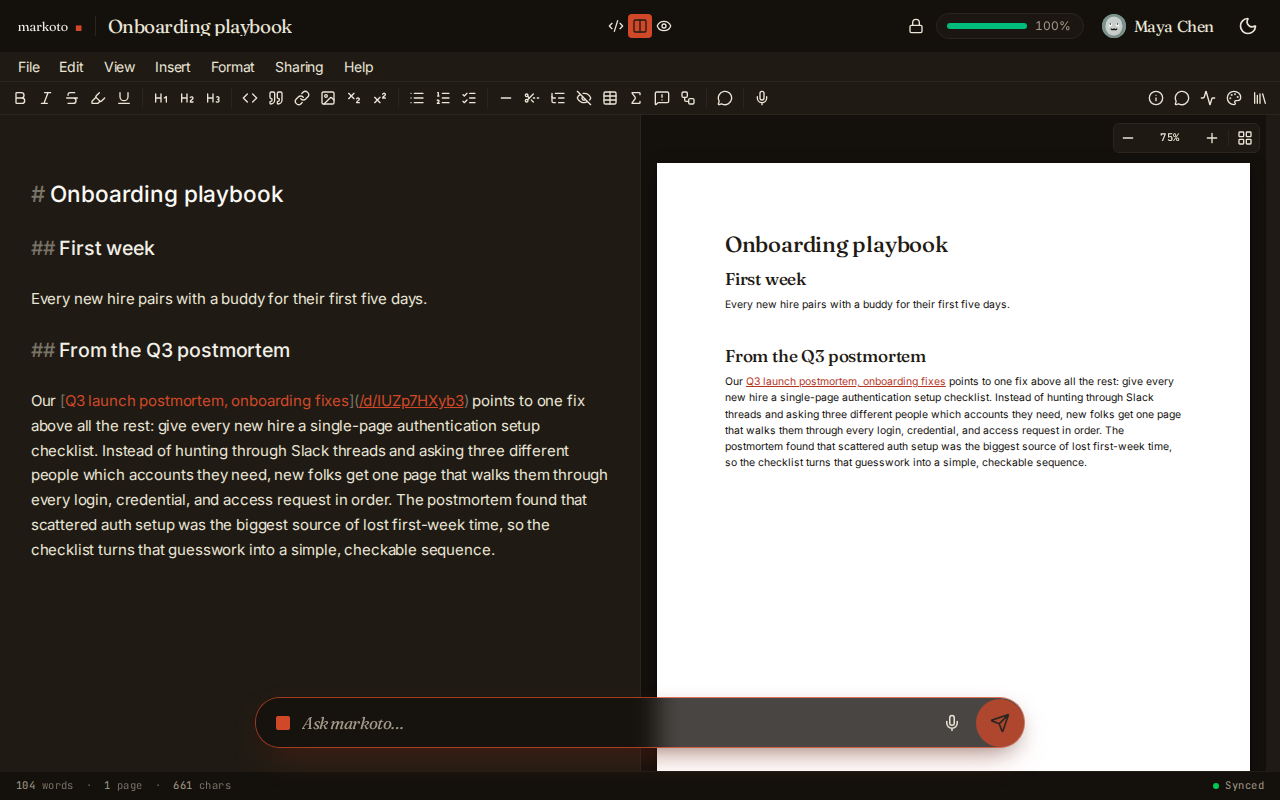 markoto
Onboarding playbook
100%
Maya Chen
File Edit View Insert Format Sharing Help
H1 H2 H3
75%
# Onboarding playbook
## First week
Every new hire pairs with a buddy for their first five days.
## From the Q3 postmortem
Our [Q3 launch postmortem, onboarding fixes](/d/IUZp7HXyb3) points to one fix
above all the rest: give every new hire a single-page authentication setup
checklist. Instead of hunting through Slack threads and asking three different
people which accounts they need, new folks get one page that walks them through
every login, credential, and access request in order. The postmortem found that
scattered auth setup was the biggest source of lost first-week time, so the
checklist turns that guesswork into a simple, checkable sequence.
Onboarding playbook
First week
Every new hire pairs with a buddy for their first five days.
From the Q3 postmortem
Our Q3 launch postmortem, onboarding fixes points to one fix above all the rest: give every
new hire a single-page authentication setup checklist. Instead of hunting through Slack
threads and asking three different people which accounts they need, new folks get one page
that walks them through every login, credential, and access request in order. The
postmortem found that scattered auth setup was the biggest source of lost first-week time,
so the checklist turns that guesswork into a simple, checkable sequence.
Ask markoto...
104 words · 1 page · 661 chars
Synced